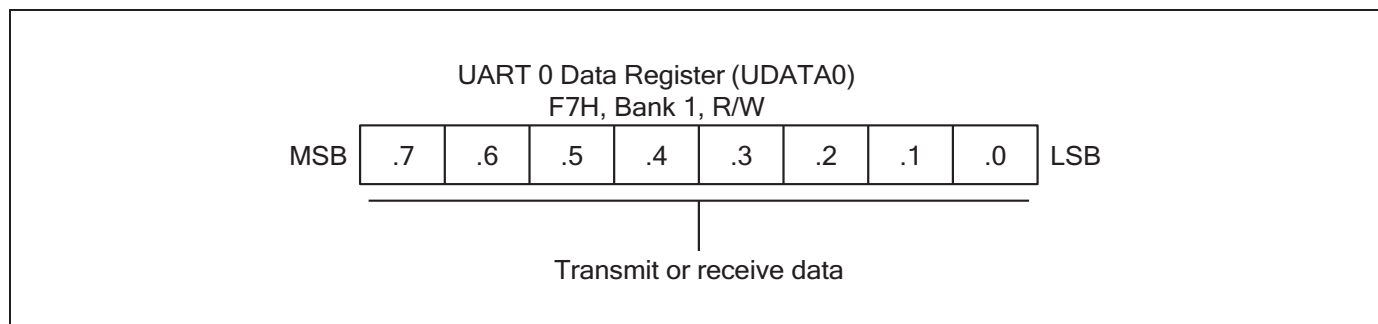 UART 0 Data Register (UDATA0)
F7H, Bank 1, R/W
MSB .7 .6 .5 .4 .3 .2 .1 .0 LSB
Transmit or receive data